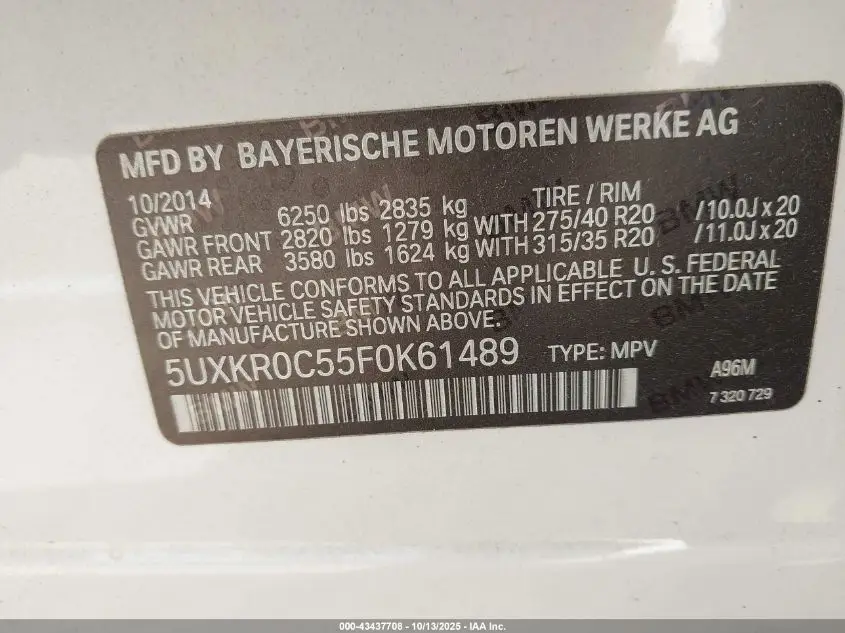 MFD BY BAYERISCHE MOTOREN WERKE AG
10/2014 TIRE / RIM
GVWR 6250 lbs 2835 kg
GAWR FRONT 2820 lbs 1279 kg WITH 275/40 R20 /10.0J x 20
GAWR REAR 3580 lbs 1624 kg WITH 315/35 R20 /11.0J x 20
THIS VEHICLE CONFORMS TO ALL APPLICABLE U. S. FEDERAL
MOTOR VEHICLE SAFETY STANDARDS IN EFFECT ON THE DATE
OF MANUFACTURE SHOWN ABOVE.
5UXKR0C55F0K61489 TYPE: MPV A96M
7 320 729
000-43437708 - 10/13/2025 - IAA Inc.